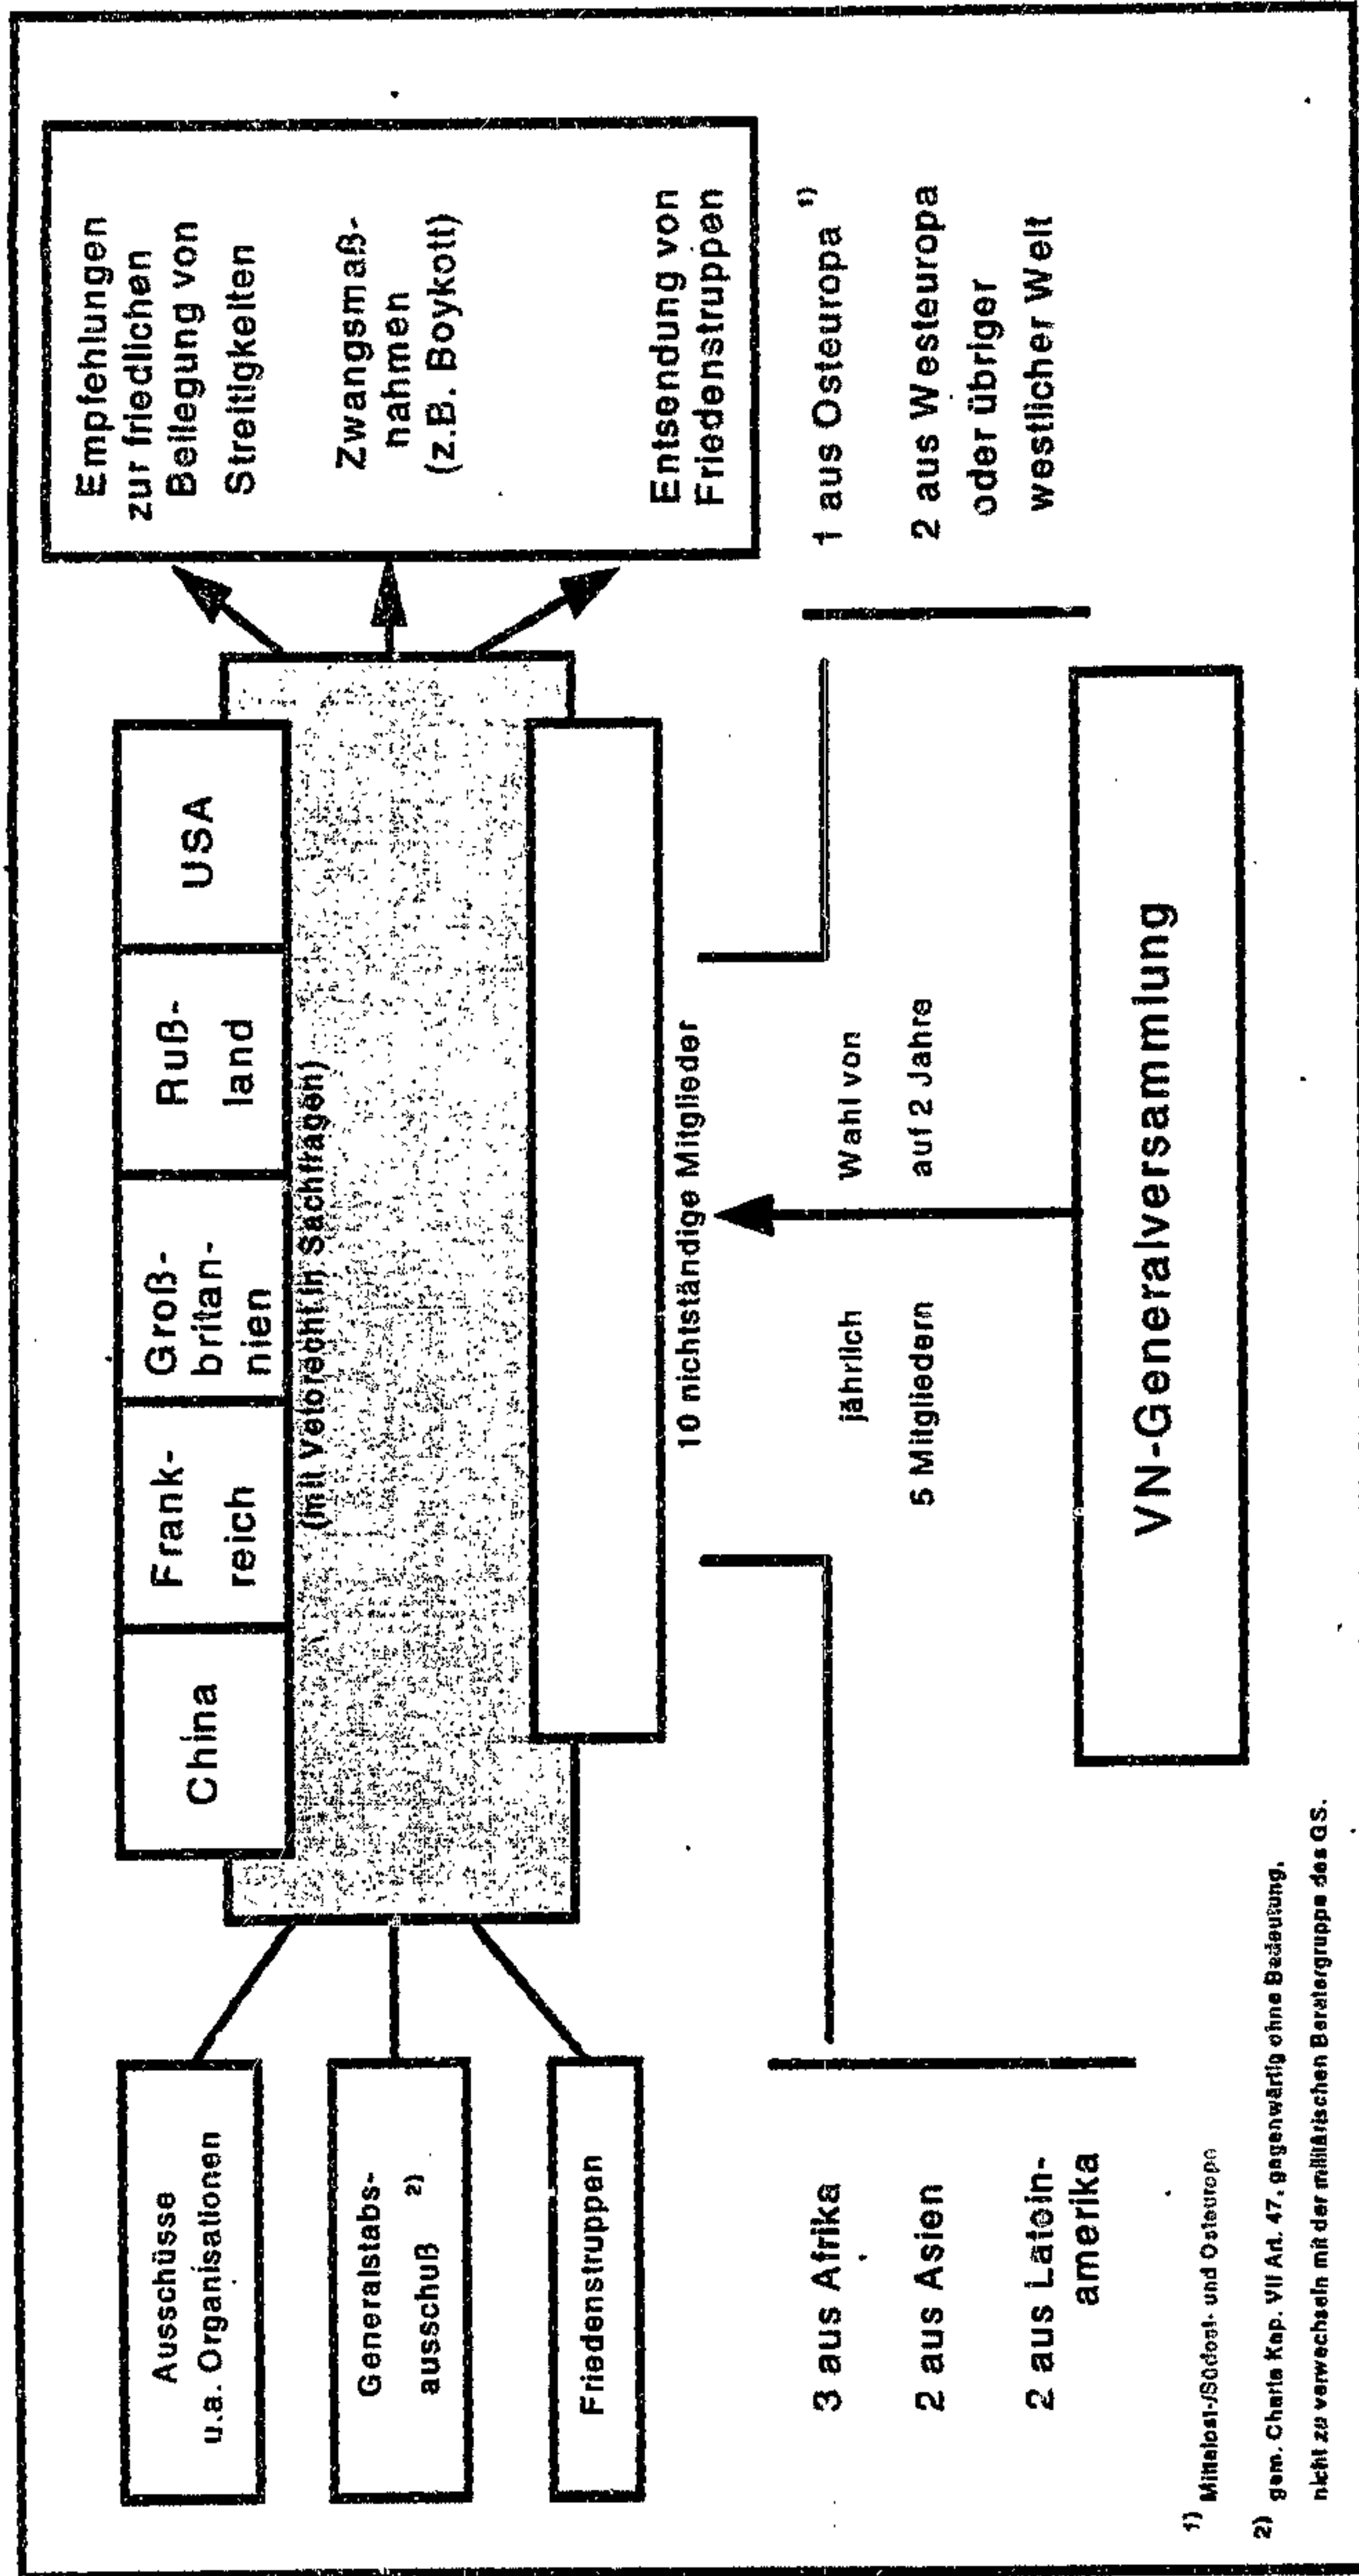 China
Frank-
reich
Groß-
britan-
nien
Ruß-
land
USA
(mit Vetorecht in Sachfragen)
Ausschüsse
u.a. Organisationen
Generalstabs-
ausschuß 2)
Friedenstruppen
Empfehlungen
zur friedlichen
Beilegung von
Streitigkeiten
Zwangsmaß-
nahmen
(z.B. Boykott)
Entsendung von
Friedenstruppen
10 nichtständige Mitglieder
jährlich Wahl von
5 Mitgliedern auf 2 Jahre
3 aus Afrika
2 aus Asien
2 aus Latein-
amerika
1 aus Osteuropa 1)
2 aus Westeuropa
oder übriger
westlicher Welt
VN-Generalversammlung
1) Mittelost-/Südost- und Osteuropa
2) gem. Charta Kap. VII Art. 47, gegenwärtig ohne Bedeutung,
nicht zu verwechseln mit der militärischen Beratergruppe des GS.